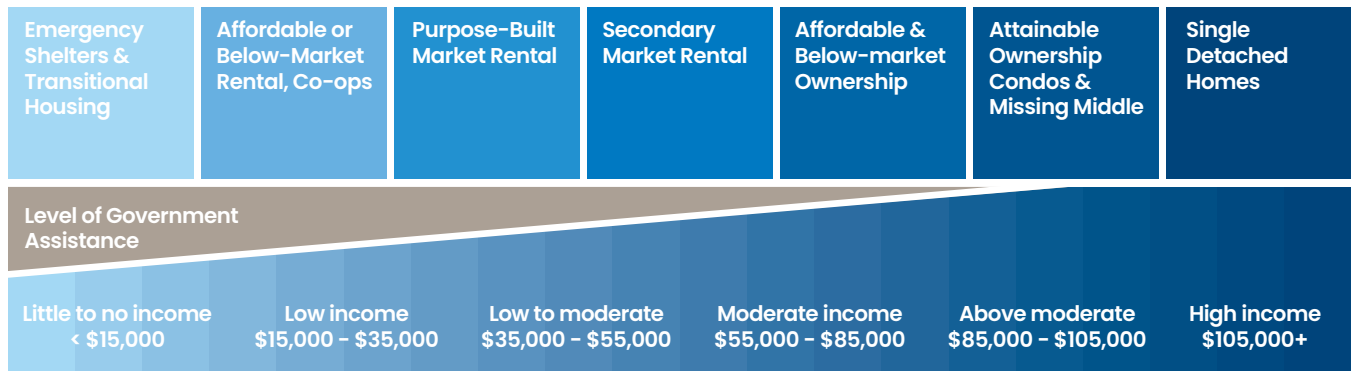 Emergency
Shelters &
Transitional
Housing
Affordable or
Below-Market
Rental, Co-ops
Purpose-Built
Market Rental
Secondary
Market Rental
Affordable &
Below-market
Ownership
Attainable
Ownership
Condos &
Missing Middle
Single
Detached
Homes
Level of Government
Assistance
Little to no income
< $15,000
Low income
$15,000 - $35,000
Low to moderate
$35,000 - $55,000
Moderate income
$55,000 - $85,000
Above moderate
$85,000 - $105,000
High income
$105,000+